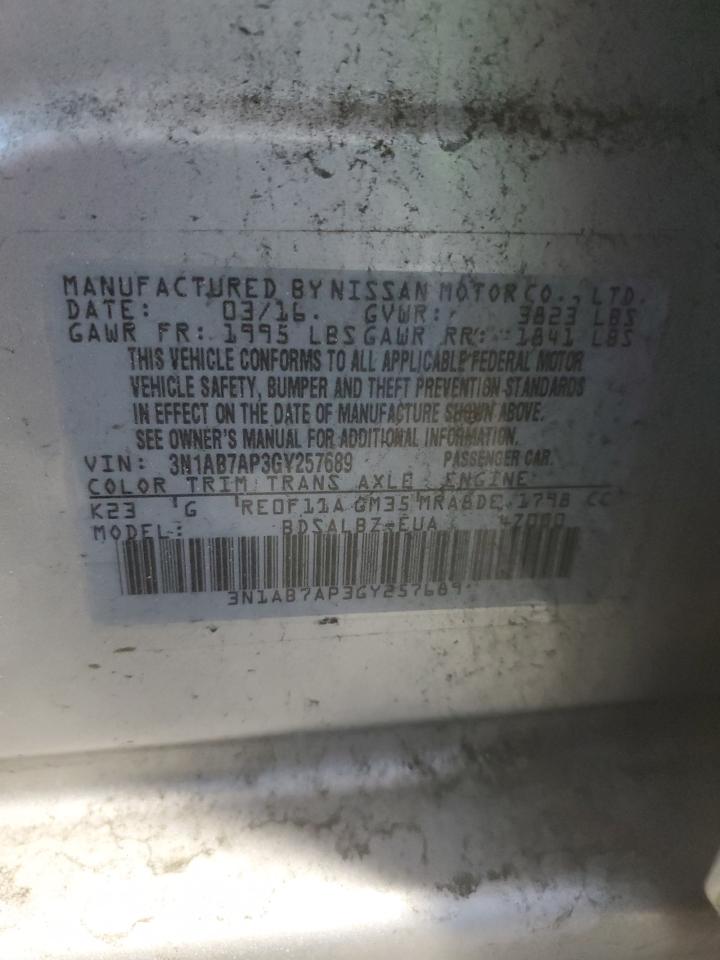 MANUFACTURED BY NISSAN MOTOR CO., LTD.
DATE: 03/16. GVWR: 3823 LBS
GAWR FR: 1995 LBS GAWR RR: 1841 LBS
THIS VEHICLE CONFORMS TO ALL APPLICABLE FEDERAL MOTOR
VEHICLE SAFETY, BUMPER AND THEFT PREVENTION STANDARDS
IN EFFECT ON THE DATE OF MANUFACTURE SHOWN ABOVE.
SEE OWNER'S MANUAL FOR ADDITIONAL INFORMATION.
VIN: 3N1AB7AP3GY257689 PASSENGER CAR.
COLOR TRIM TRANS AXLE ENGINE
K23 G RE0F11A GM35 MRA8DE 1798 CC
MODEL: BDSALBZ-EUA
3N1AB7AP3GY257689